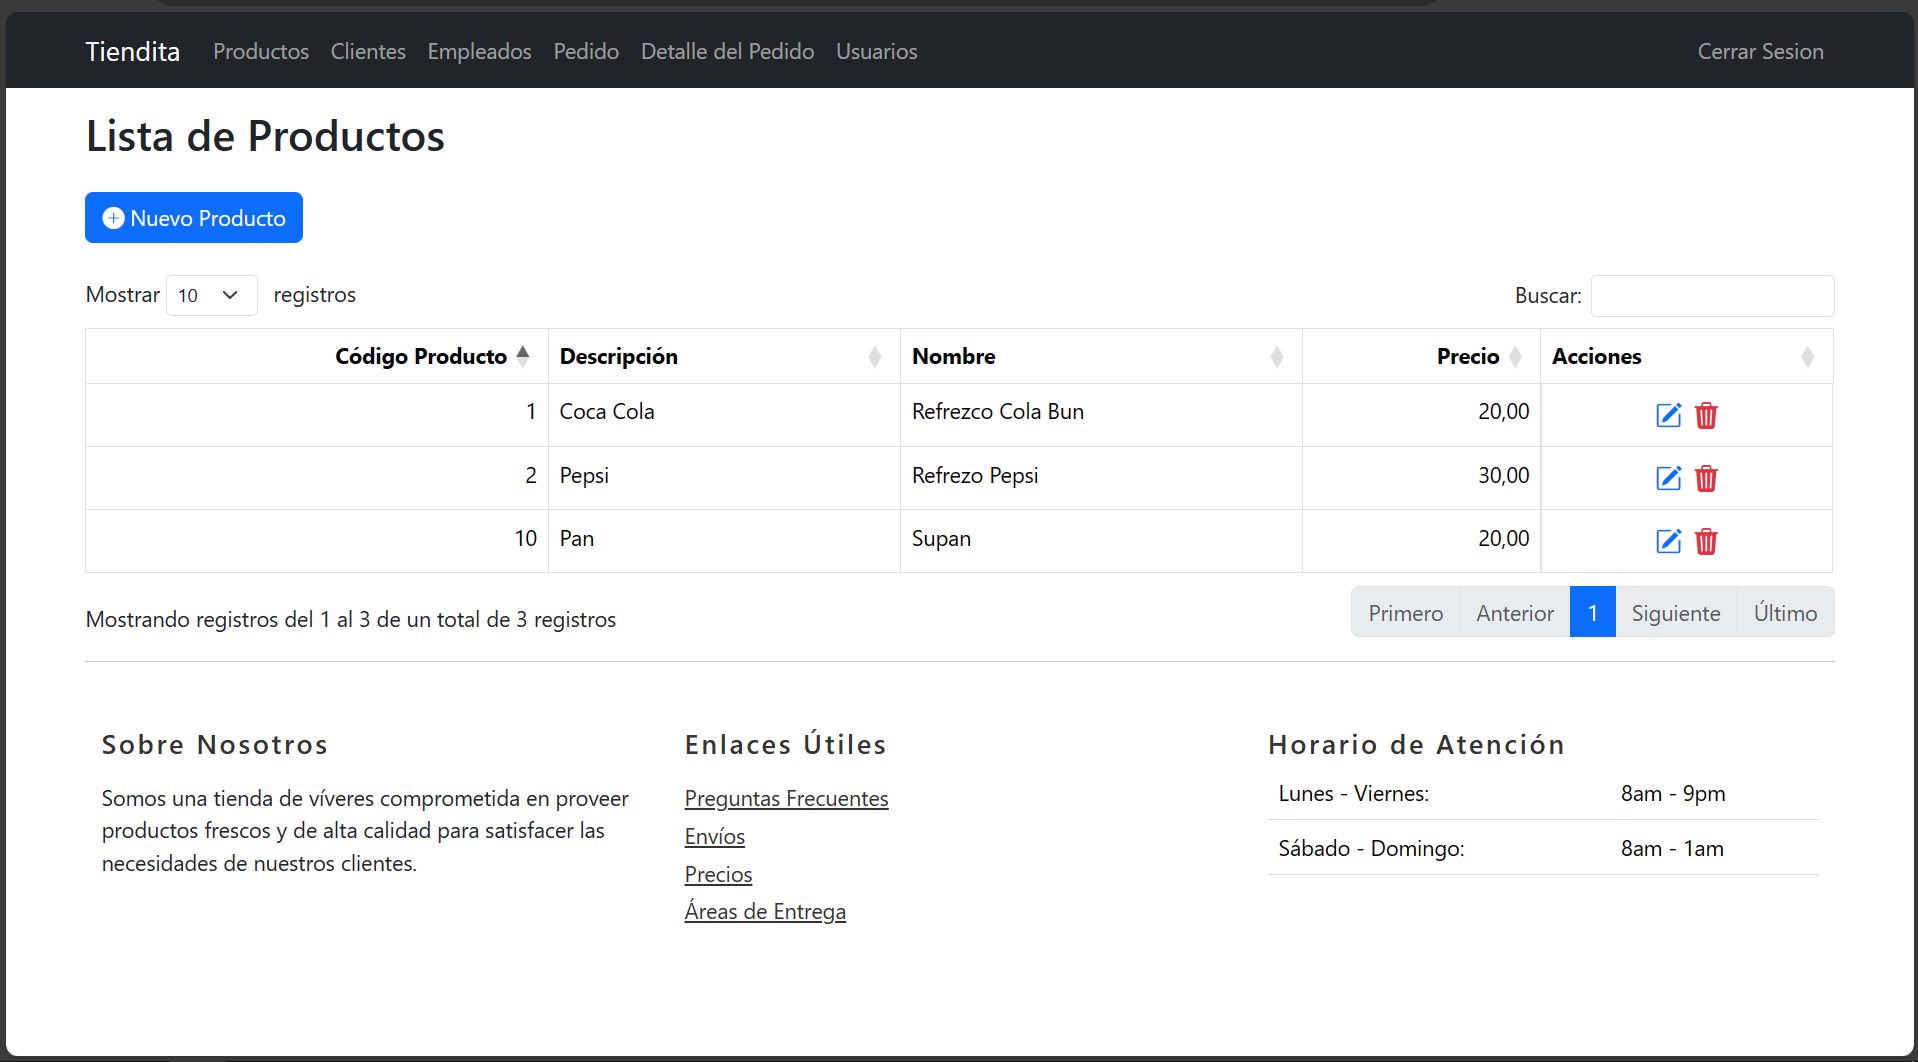 Tiendita Productos Clientes Empleados Pedido Detalle del Pedido Usuarios Cerrar Sesion
Lista de Productos
Nuevo Producto
Mostrar 10 registros Buscar:
Código Producto Descripción Nombre Precio Acciones
1 Coca Cola Refrezco Cola Bun 20,00
2 Pepsi Refrezo Pepsi 30,00
10 Pan Supan 20,00
Mostrando registros del 1 al 3 de un total de 3 registros
Primero Anterior 1 Siguiente Último
Sobre Nosotros
Somos una tienda de víveres comprometida en proveer
productos frescos y de alta calidad para satisfacer las
necesidades de nuestros clientes.
Enlaces Útiles
Preguntas Frecuentes
Envíos
Precios
Áreas de Entrega
Horario de Atención
Lunes - Viernes: 8am - 9pm
Sábado - Domingo: 8am - 1am